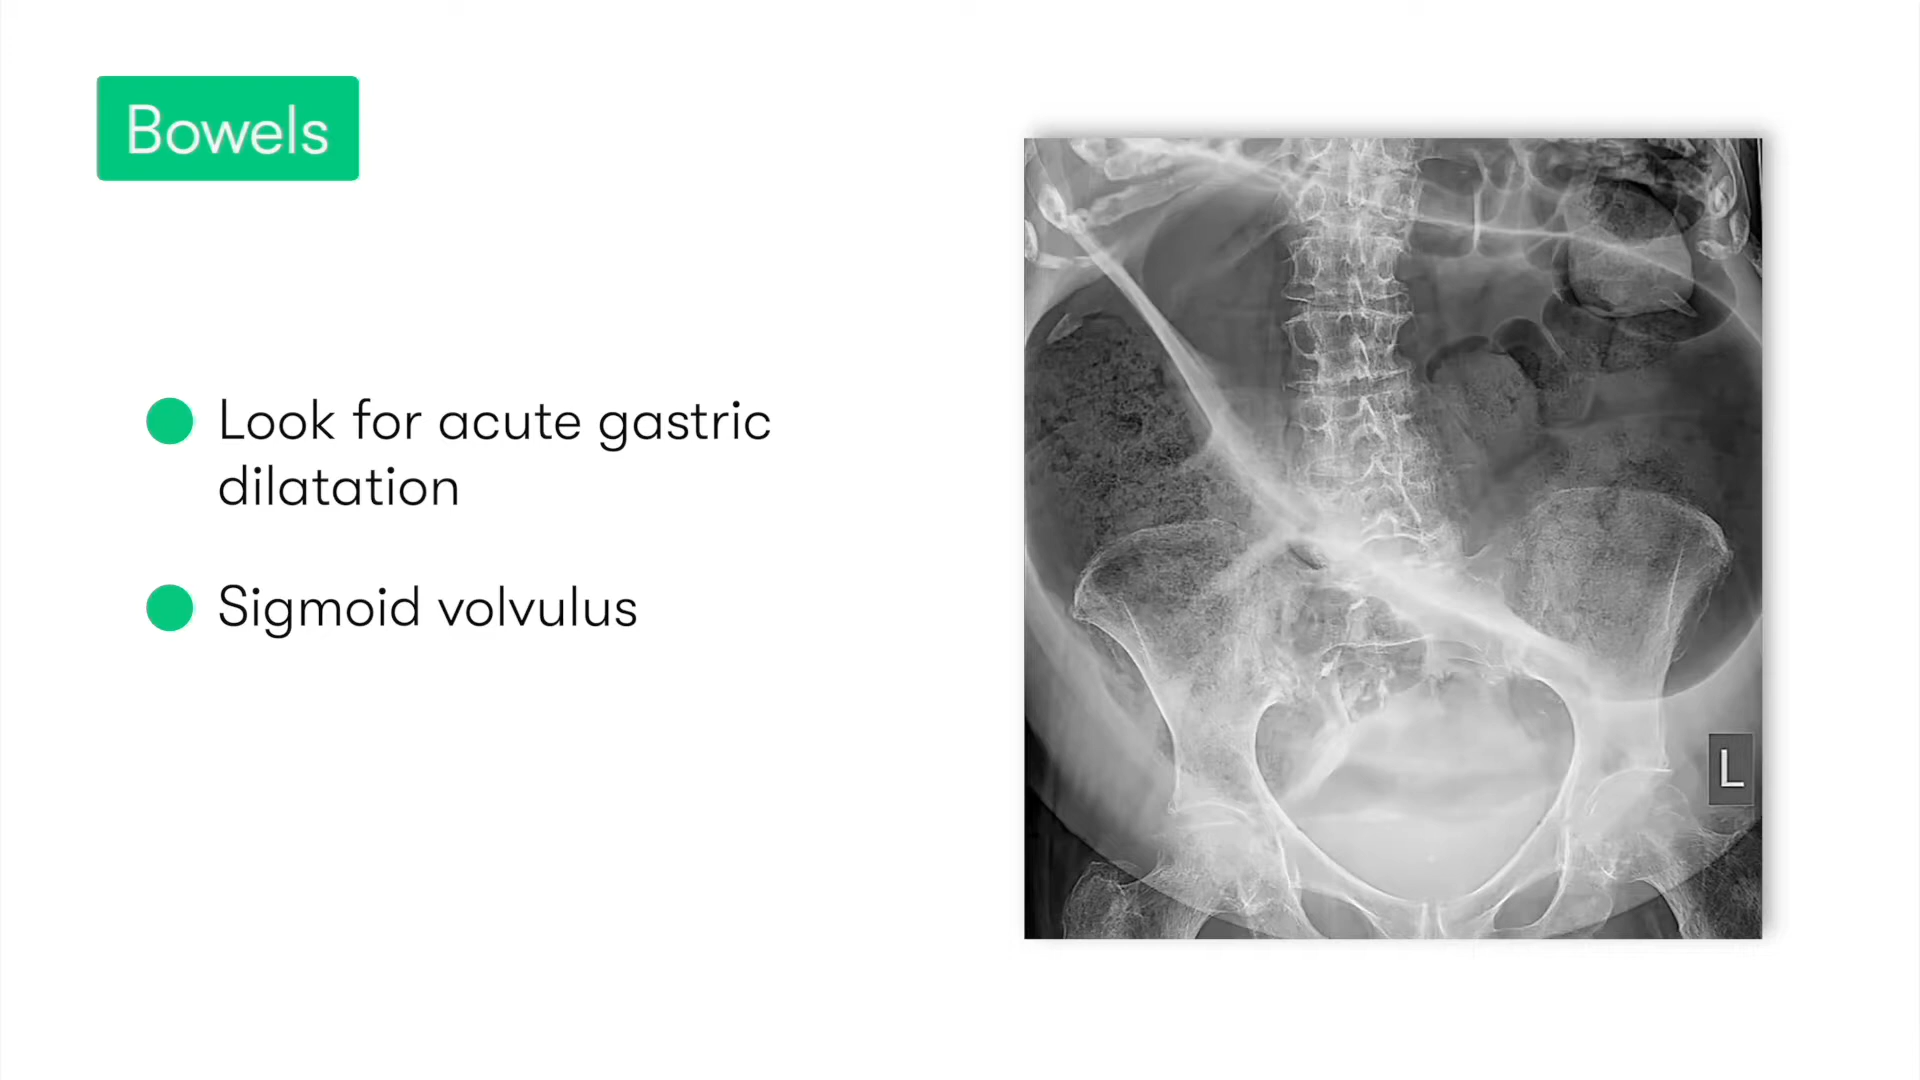 Bowels
Look for acute gastric
dilatation
Sigmoid volvulus
L